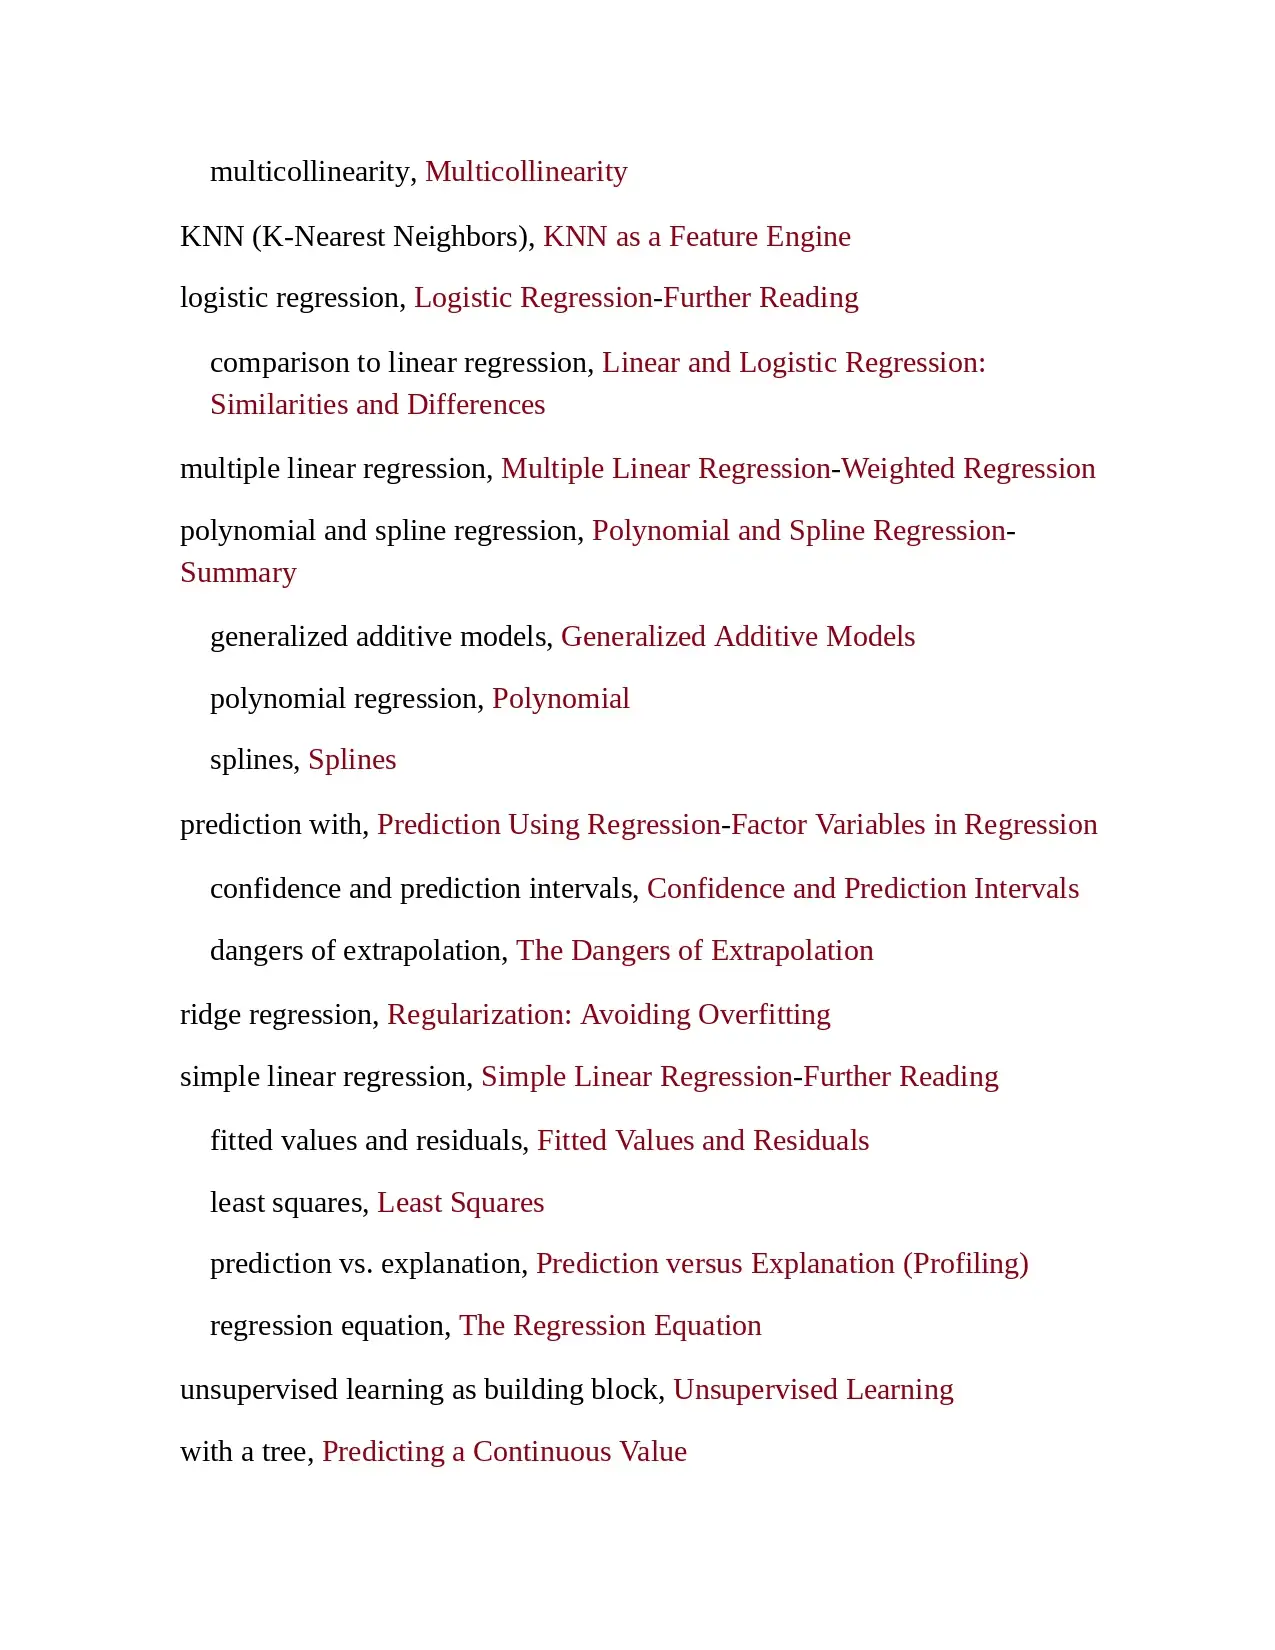 multicollinearity, Multicollinearity
KNN (K-Nearest Neighbors), KNN as a Feature Engine
logistic regression, Logistic Regression-Further Reading
comparison to linear regression, Linear and Logistic Regression:
Similarities and Differences
multiple linear regression, Multiple Linear Regression-Weighted Regression
polynomial and spline regression, Polynomial and Spline Regression-
Summary
generalized additive models, Generalized Additive Models
polynomial regression, Polynomial
splines, Splines
prediction with, Prediction Using Regression-Factor Variables in Regression
confidence and prediction intervals, Confidence and Prediction Intervals
dangers of extrapolation, The Dangers of Extrapolation
ridge regression, Regularization: Avoiding Overfitting
simple linear regression, Simple Linear Regression-Further Reading
fitted values and residuals, Fitted Values and Residuals
least squares, Least Squares
prediction vs. explanation, Prediction versus Explanation (Profiling)
regression equation, The Regression Equation
unsupervised learning as building block, Unsupervised Learning
with a tree, Predicting a Continuous Value